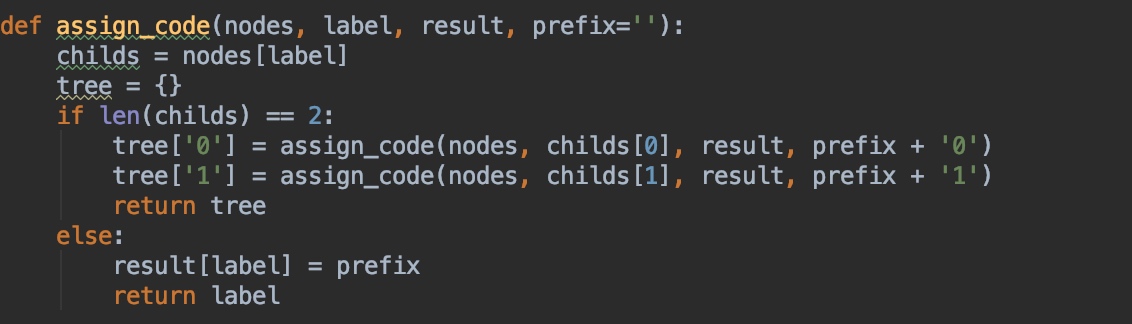 def assign_code(nodes, label, result, prefix=''):
    childs = nodes[label]
    tree = {}
    if len(childs) == 2:
        tree['0'] = assign_code(nodes, childs[0], result, prefix + '0')
        tree['1'] = assign_code(nodes, childs[1], result, prefix + '1')
        return tree
    else:
        result[label] = prefix
        return label